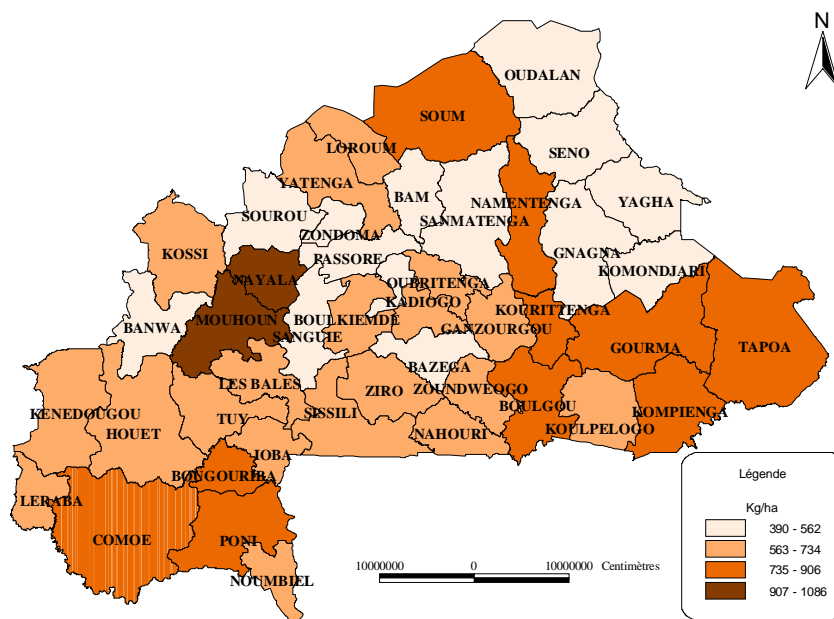 N
OUDALAN
SOUM
SENO
LOROUM
YATENGA
BAM
NAMENTENGA
YAGHA
SOUROU
SANMATENGA
ZONDOMA
KOSSI
GNAGNA
PASSORE
KOMONDJARI
NAYALA
OUBRITENGA
KADIOGO
KOURITTENGA
MOUHOUN
BOULKIEMDE
BANWA
GANZOURGOU
SANGUIE
GOURMA
TAPOA
BAZEGA
LES BALES
ZIRO
ZOUNDWEOGO
BOULGOU
KOMPIENGA
KENEDOUGOU
SISSILI
TUY
KOULPELOGO
HOUET
NAHOURI
IOBA
BOUGOURIBA
LERABA
COMOE
PONI
NOUMBIEL
10000000 0 10000000 Centimètres
Légende
Kg/ha
390 - 562
563 - 734
735 - 906
907 - 1086